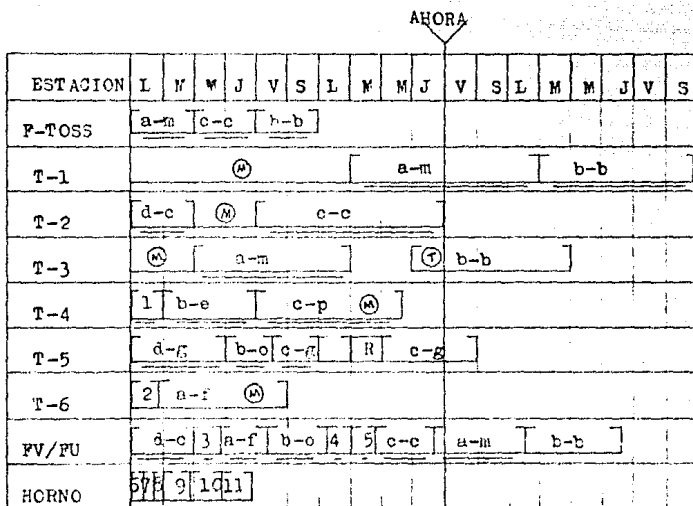 AHORA
ESTACION L M M J V S L M M J V S L M M J V S
F-TOSS a-m c-c b-b
T-1 M a-m b-b
T-2 d-c M c-c
T-3 M a-m T b-b
T-4 1 b-e c-p M
T-5 d-g b-o c-g R c-g
T-6 2 a-f M
FV/FU d-c 3 a-f b-o 4 5 c-c a-m b-b
HORNO 9 10 11